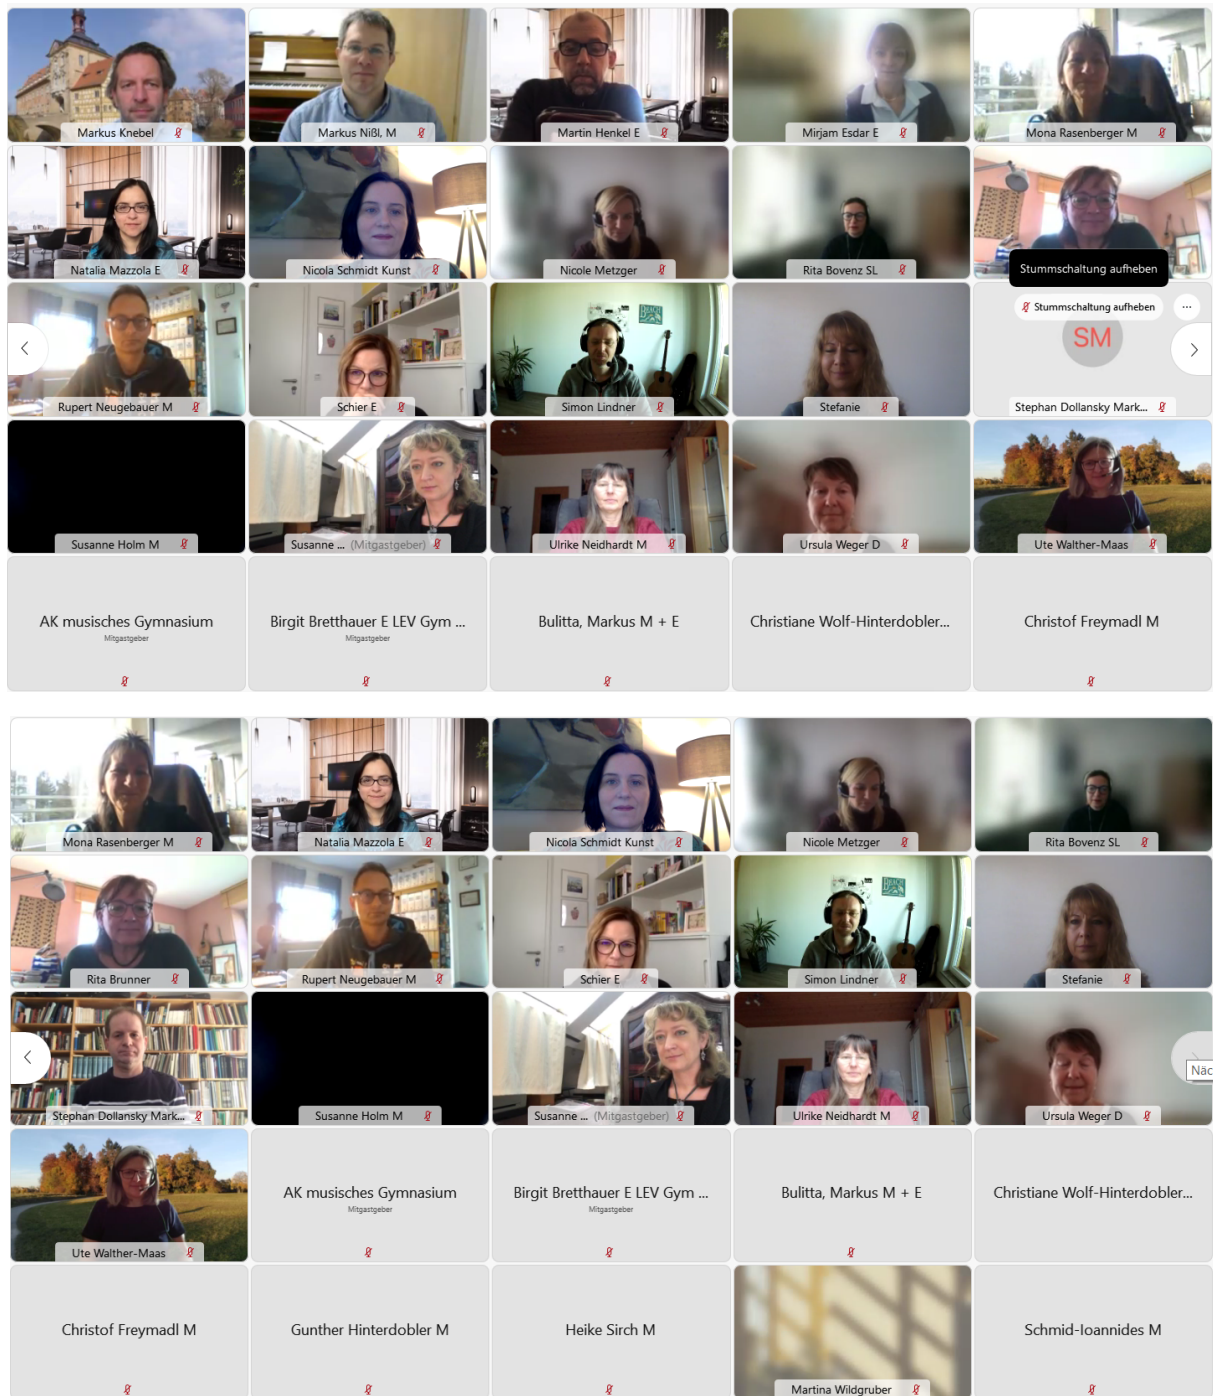 Markus Knebel
Markus Nißl, M
Martin Henkel E
Mirjam Esdar E
Mona Rasenberger M
Natalia Mazzola E
Nicola Schmidt Kunst
Nicole Metzger
Rita Bovenz SL
Stummschaltung aufheben
Rupert Neugebauer M
Schier E
Simon Lindner
Stefanie
Stummschaltung aufheben
SM
Stephan Dollansky Mark...
Susanne Holm M
Susanne ... (Mitgastgeber)
Ulrike Neidhardt M
Ursula Weger D
Ute Walther-Maas
AK musisches Gymnasium
Mitgastgeber
Birgit Bretthauer E LEV Gym ...
Mitgastgeber
Bulitta, Markus M + E
Christiane Wolf-Hinterdobler...
Christof Freymadl M
Mona Rasenberger M
Natalia Mazzola E
Nicola Schmidt Kunst
Nicole Metzger
Rita Bovenz SL
Rita Brunner
Rupert Neugebauer M
Schier E
BEACH
Simon Lindner
Stefanie
Stephan Dollansky Mark...
Susanne Holm M
Susanne ... (Mitgastgeber)
Ulrike Neidhardt M
Ursula Weger D
Näc
Ute Walther-Maas
AK musisches Gymnasium
Mitgastgeber
Birgit Bretthauer E LEV Gym ...
Mitgastgeber
Bulitta, Markus M + E
Christiane Wolf-Hinterdobler...
Christof Freymadl M
Gunther Hinterdobler M
Heike Sirch M
Martina Wildgruber
Schmid-Ioannides M